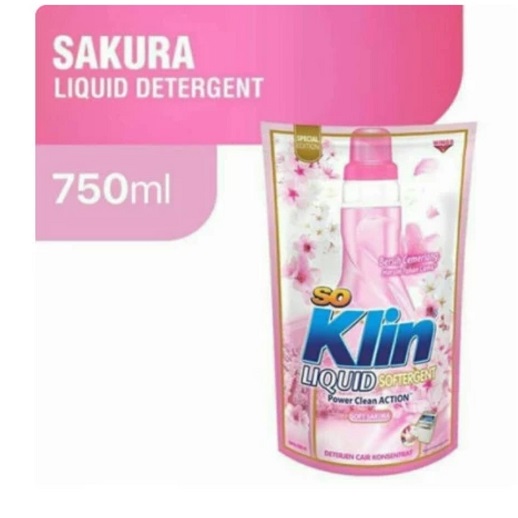 SAKURA
LIQUID DETERGENT
750ml
SPECIAL
EDITION
SO
Klin
LIQUID SOFTERGENT
Power Clean ACTION
SOFT SAKURA
DETERJEN CAIR KONSENTRAT